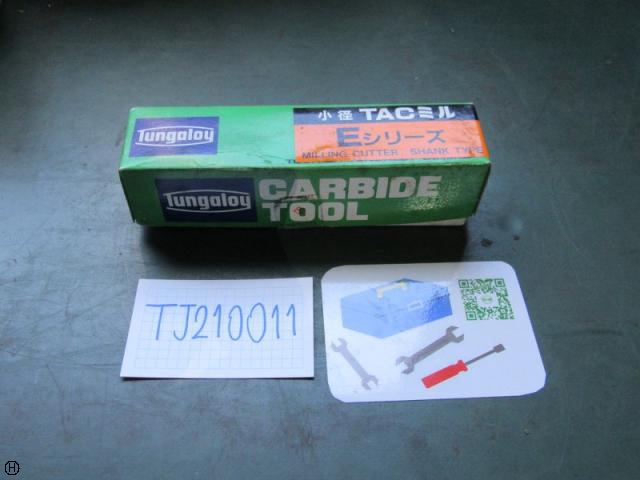 Tungaloy
小径 TACミル
Eシリーズ
MILLING CUTTER SHANK TYPE
Tungaloy
CARBIDE
TOOL
TJ210011
H